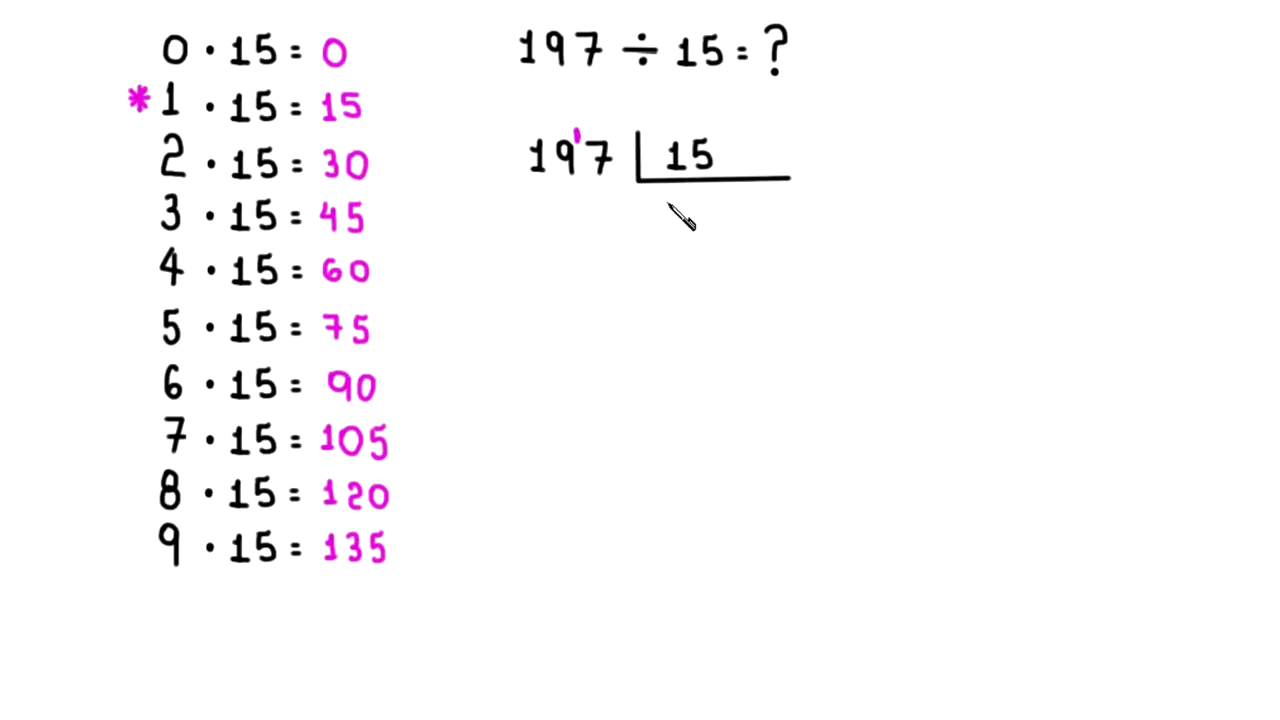 0 · 15 = 0
* 1 · 15 = 15
2 · 15 = 30
3 · 15 = 45
4 · 15 = 60
5 · 15 = 75
6 · 15 = 90
7 · 15 = 105
8 · 15 = 120
9 · 15 = 135
197 ÷ 15 = ?
19'7 15